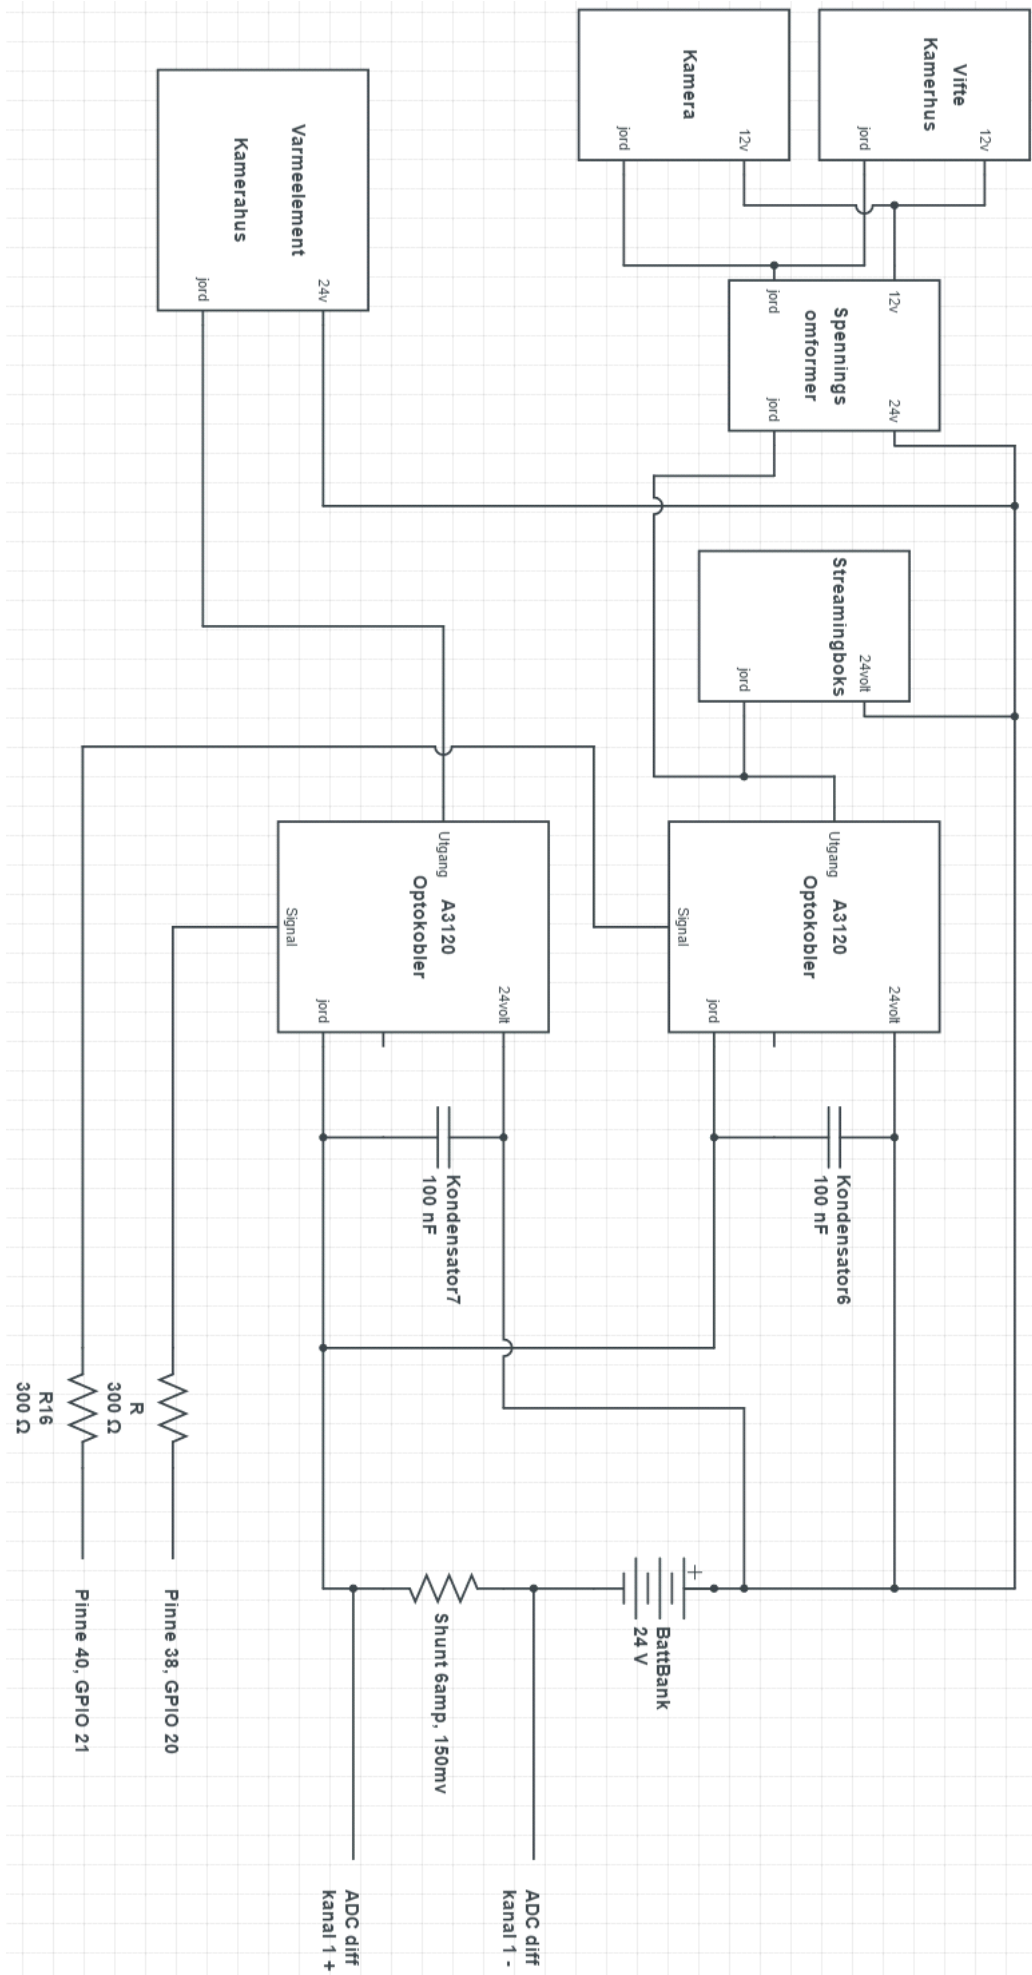 Vifte
Kamerhus
12v
jord
Kamera
12v
jord
Varmeelement
Kamerahus
24v
jord
12v
jord
Spennings
omformer
24v
jord
Streamingboks
24volt
jord
Utgang
A3120
Optokobler
Signal
24volt
jord
Utgang
A3120
Optokobler
Signal
24volt
jord
Kondensator6
100 nF
Kondensator7
100 nF
R
300 Ω
R16
300 Ω
+
BattBank
24 V
Shunt 6amp, 150mv
Pinne 38, GPIO 20
Pinne 40, GPIO 21
ADC diff
kanal 1 -
ADC diff
kanal 1 +